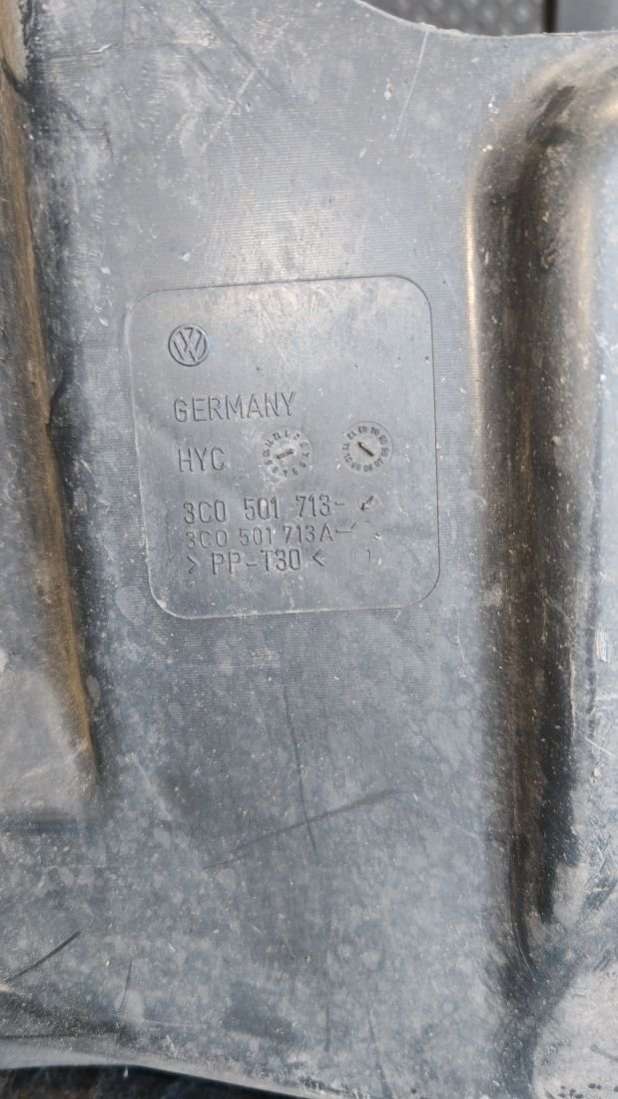 GERMANY
HYC
3C0 501 713-
3C0 501 713A-
> PP-T30 <